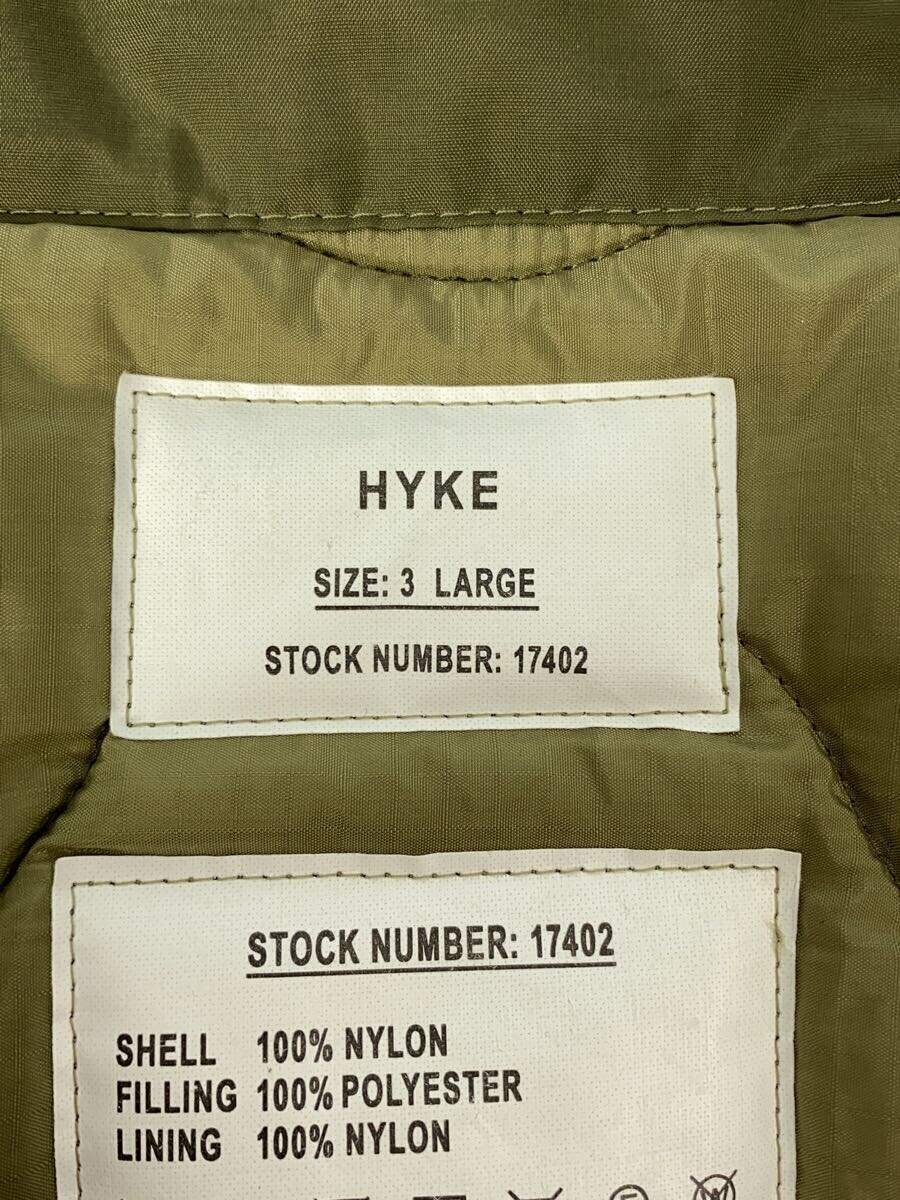 HYKE
SIZE: 3 LARGE
STOCK NUMBER: 17402
STOCK NUMBER: 17402
SHELL 100% NYLON
FILLING 100% POLYESTER
LINING 100% NYLON